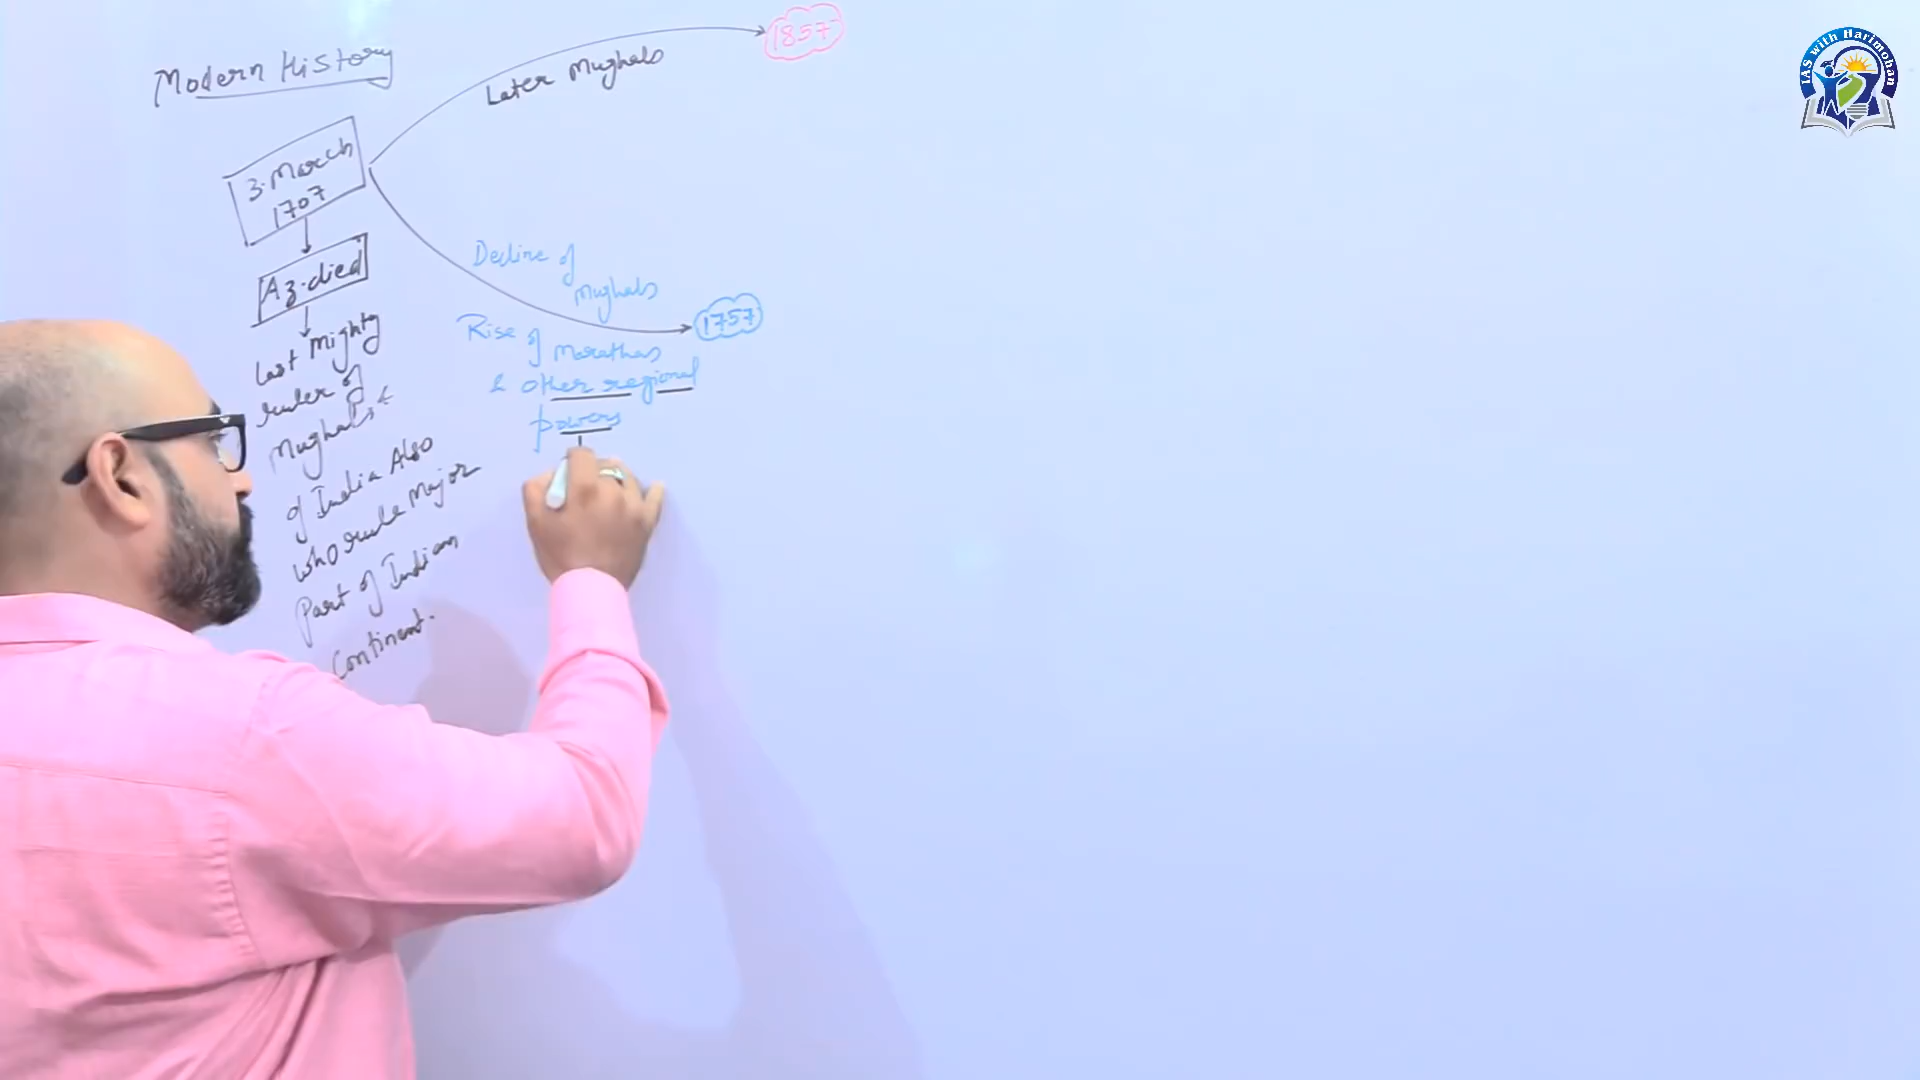 Modern History
3. March
1707
Az. died
Last Mighty
ruler of
Mughals &
of India Also
who rule Major
Part of Indian
Continent.
Later Mughals
1857
Decline of
Mughals
1757
Rise of Marathas
& other regional
powers
IAS with Harimohan